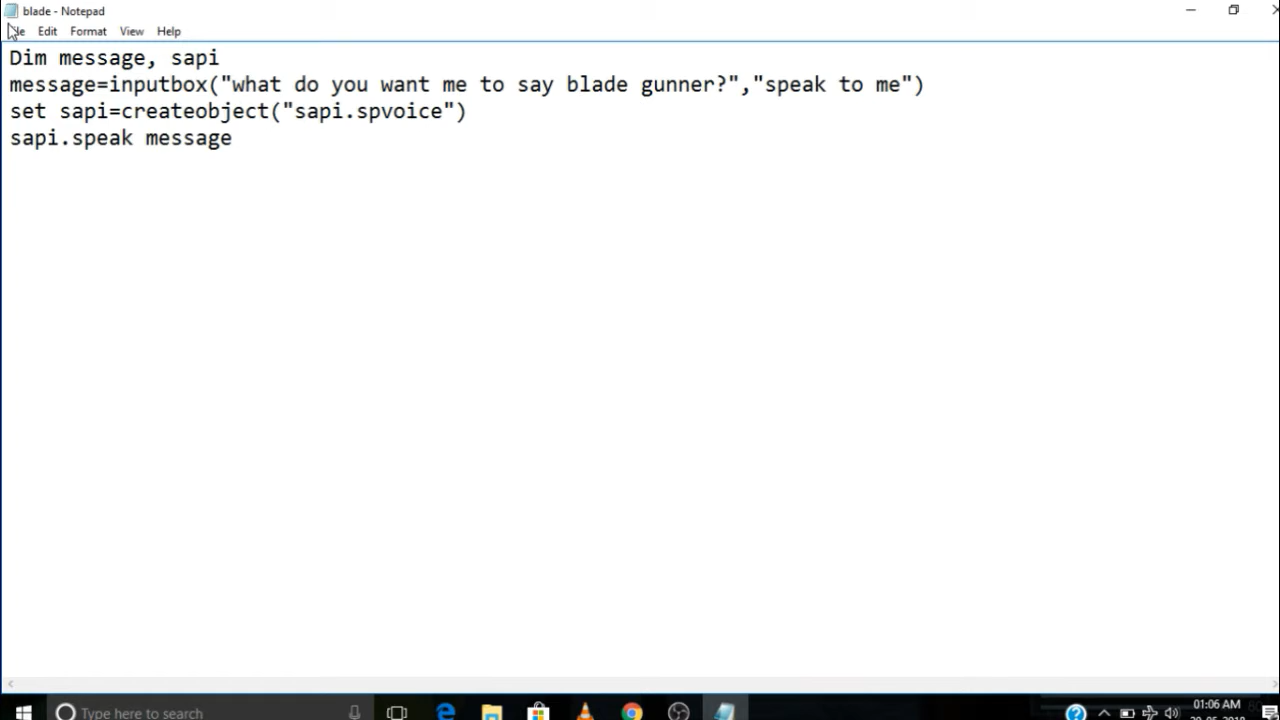 blade - Notepad
Edit Format View Help
Dim message, sapi
message=inputbox("what do you want me to say blade gunner?","speak to me")
set sapi=createobject("sapi.spvoice")
sapi.speak message
Type here to search
01:06 AM